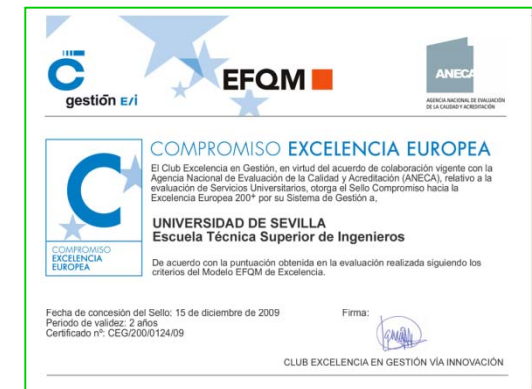 gestión E/i
EFQM
ANECA
AGENCIA NACIONAL DE EVALUACIÓN
DE LA CALIDAD Y ACREDITACIÓN
COMPROMISO EXCELENCIA EUROPEA
El Club Excelencia en Gestión, en virtud del acuerdo de colaboración vigente con la
Agencia Nacional de Evaluación de la Calidad y Acreditación (ANECA), relativo a la
evaluación de Servicios Universitarios, otorga el Sello Compromiso hacia la
Excelencia Europea 200+ por su Sistema de Gestión a,
C
COMPROMISO
EXCELENCIA
EUROPEA
UNIVERSIDAD DE SEVILLA
Escuela Técnica Superior de Ingenieros
De acuerdo con la puntuación obtenida en la evaluación realizada siguiendo los
criterios del Modelo EFQM de Excelencia.
Fecha de concesión del Sello: 15 de diciembre de 2009
Periodo de validez: 2 años
Certificado nº: CEG/200/0124/09
Firma:
CLUB EXCELENCIA EN GESTIÓN VÍA INNOVACIÓN